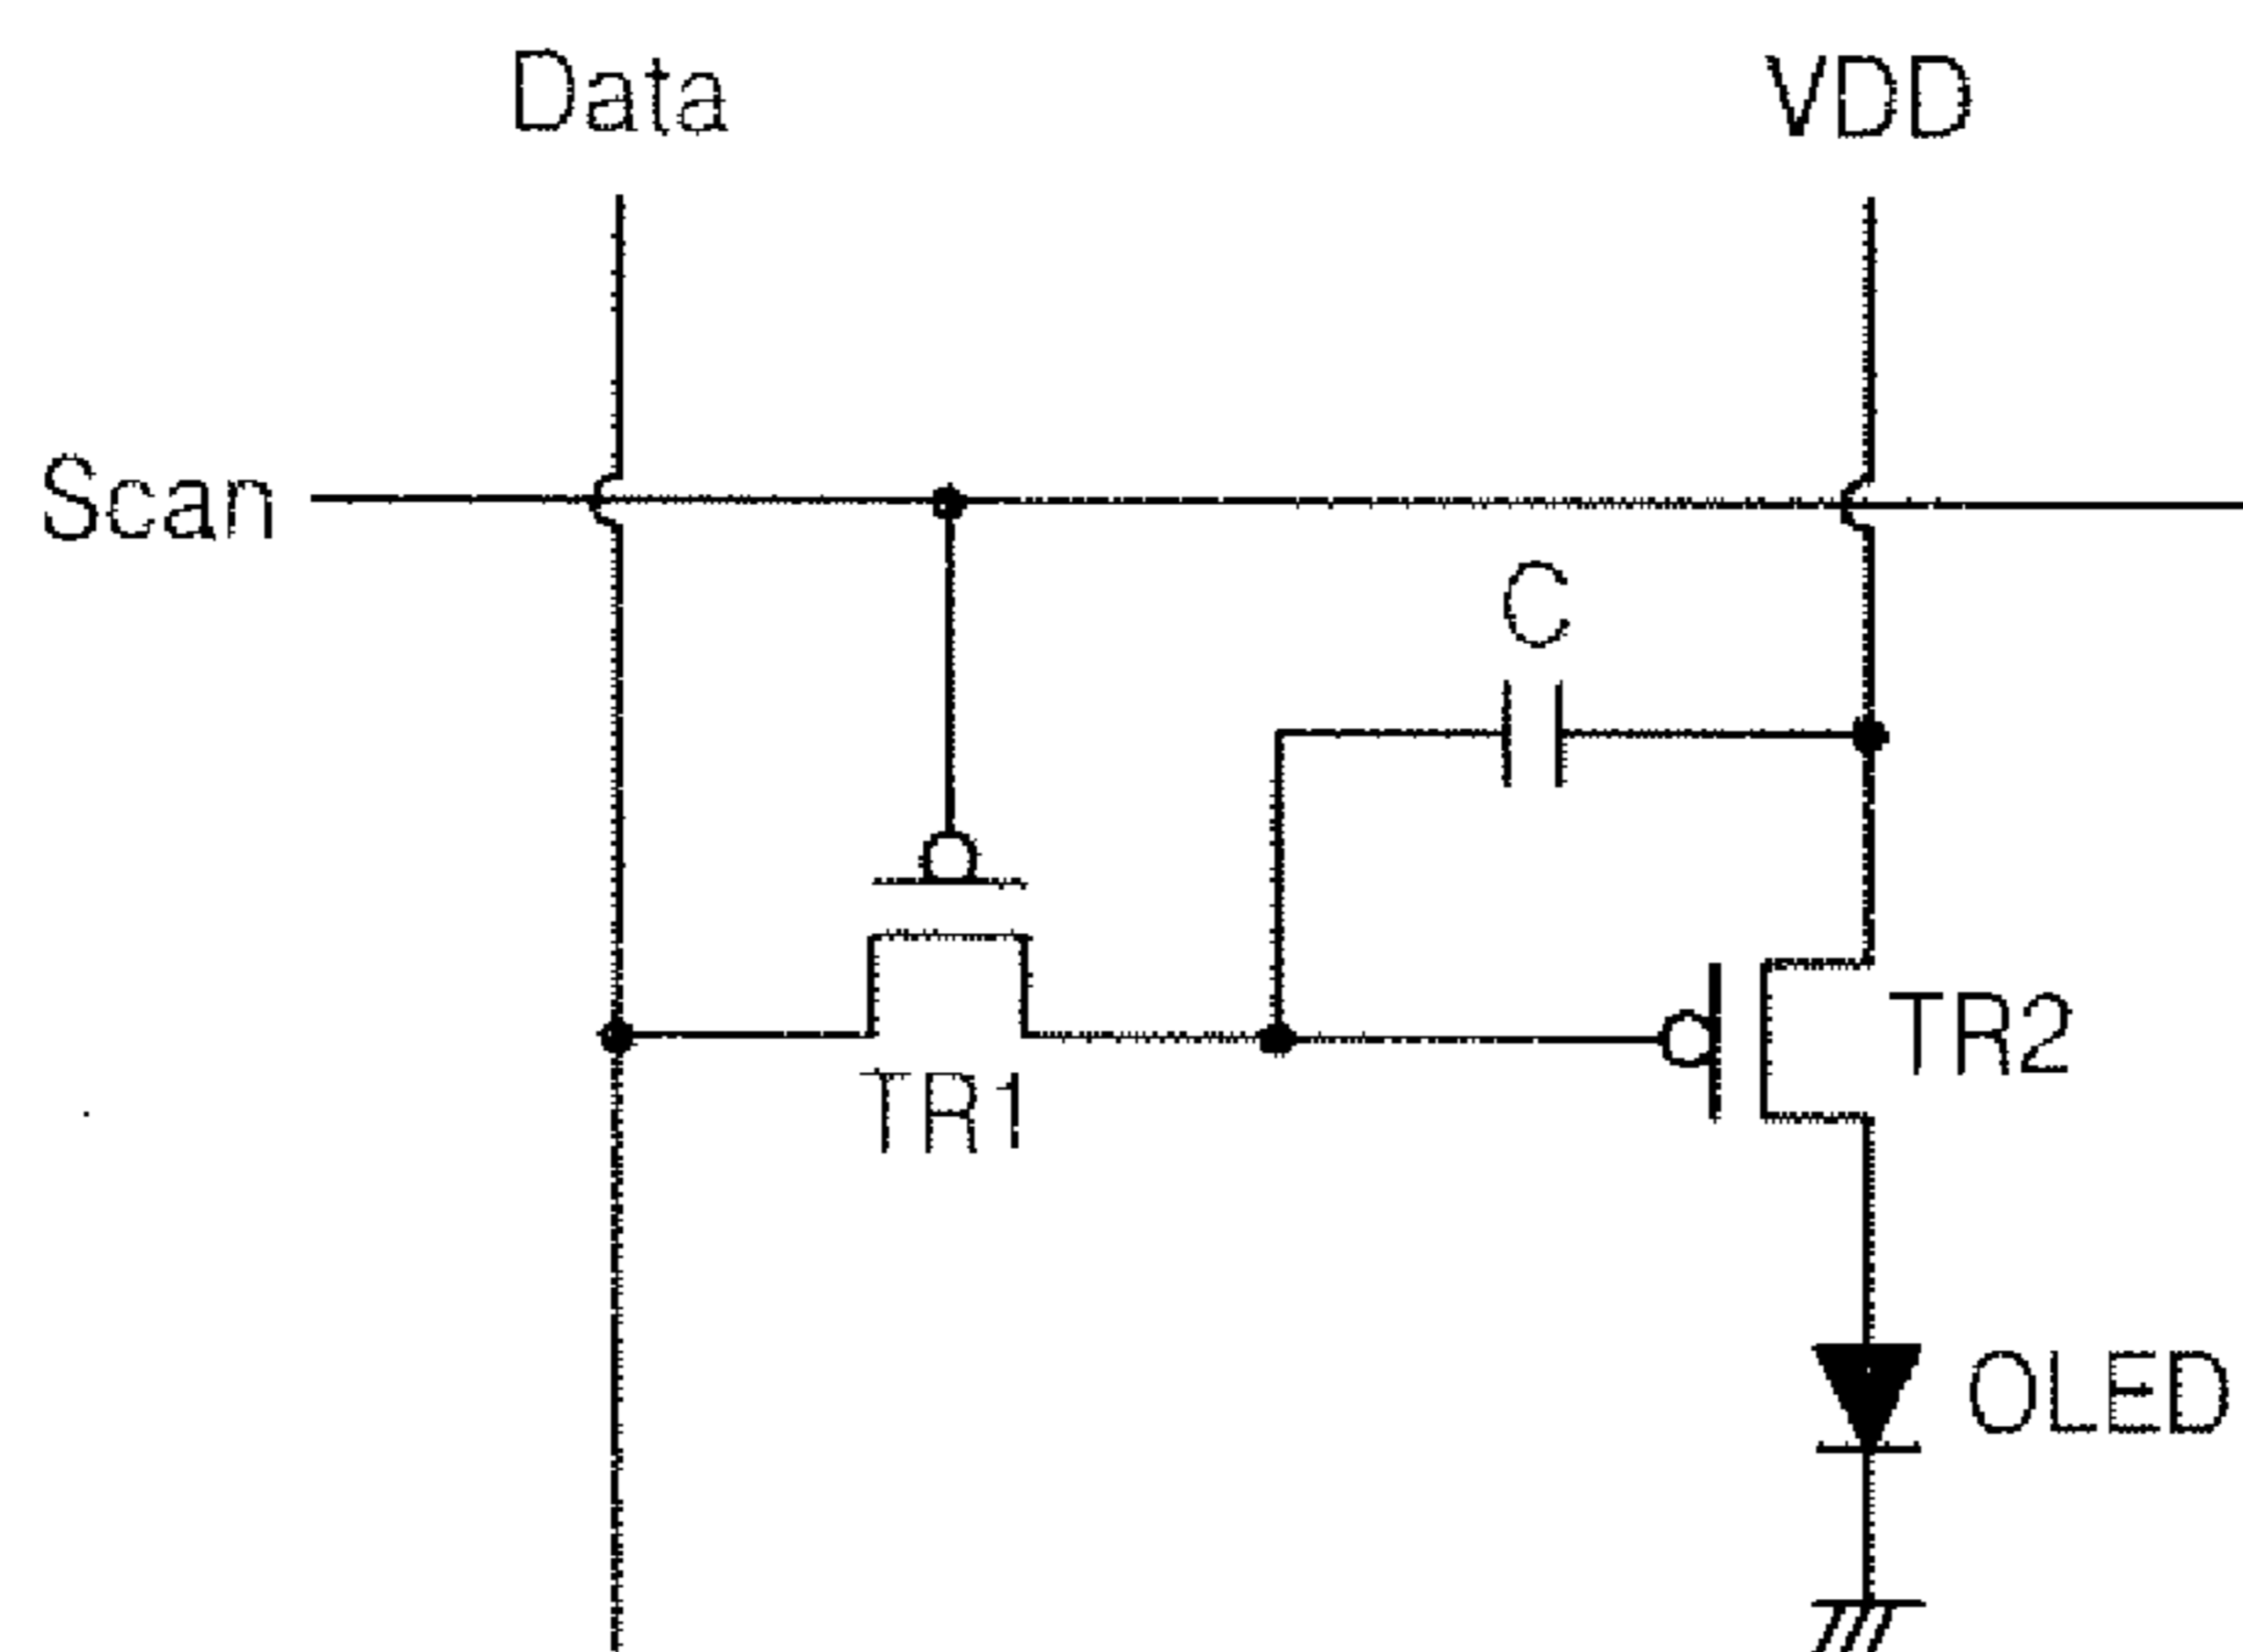 Data
VDD
Scan
C
TR2
TR1
OLED